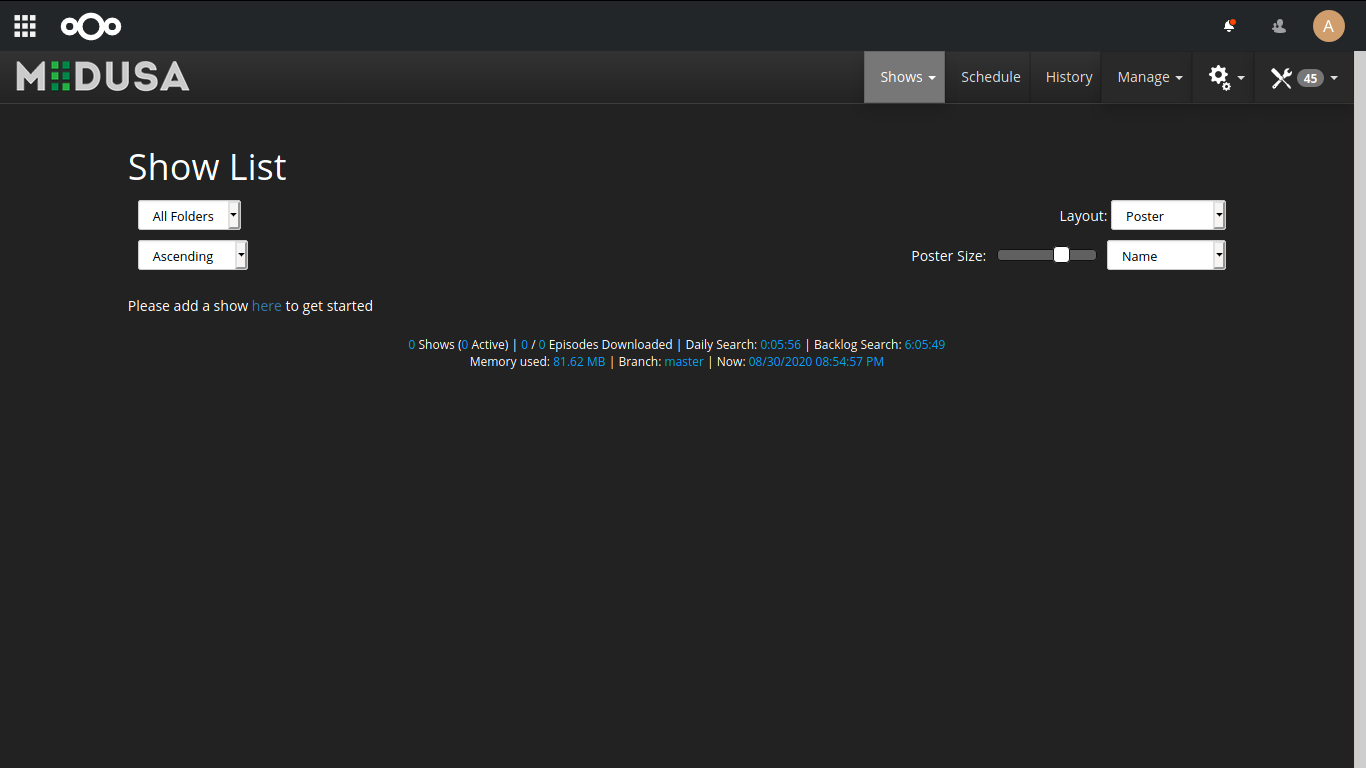 A
MEDUSA
Shows
Schedule
History
Manage
45
Show List
All Folders
Layout: Poster
Ascending
Poster Size: Name
Please add a show here to get started
0 Shows (0 Active) | 0 / 0 Episodes Downloaded | Daily Search: 0:05:56 | Backlog Search: 6:05:49
Memory used: 81.62 MB | Branch: master | Now: 08/30/2020 08:54:57 PM